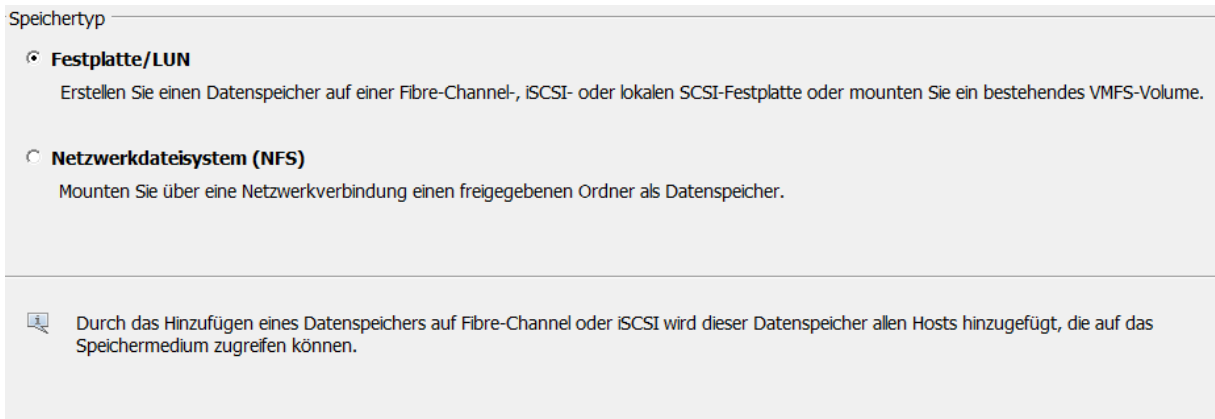 Speichertyp
Festplatte/LUN
Erstellen Sie einen Datenspeicher auf einer Fibre-Channel-, iSCSI- oder lokalen SCSI-Festplatte oder mounten Sie ein bestehendes VMFS-Volume.
Netzwerkdateisystem (NFS)
Mounten Sie über eine Netzwerkverbindung einen freigegebenen Ordner als Datenspeicher.
Durch das Hinzufügen eines Datenspeichers auf Fibre-Channel oder iSCSI wird dieser Datenspeicher allen Hosts hinzugefügt, die auf das
Speichermedium zugreifen können.